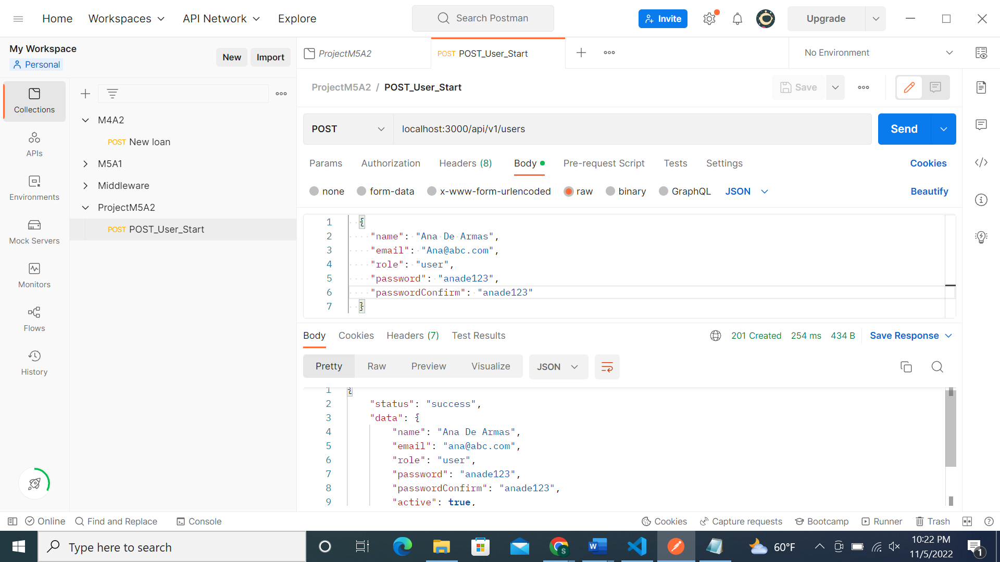 Home Workspaces API Network Explore Search Postman Invite Upgrade
My Workspace
Personal
New Import
ProjectM5A2
POST POST_User_Start
No Environment
Collections
APIs
Environments
Mock Servers
Monitors
Flows
History
M4A2
POST New loan
M5A1
Middleware
ProjectM5A2
POST POST_User_Start
ProjectM5A2 / POST_User_Start
Save
POST localhost:3000/api/v1/users Send
Params Authorization Headers (8) Body Pre-request Script Tests Settings Cookies
none form-data x-www-form-urlencoded raw binary GraphQL JSON Beautify
1 {
2 "name": "Ana De Armas",
3 "email": "Ana@abc.com",
4 "role": "user",
5 "password": "anade123",
6 "passwordConfirm": "anade123"
7 }
Body Cookies Headers (7) Test Results 201 Created 254 ms 434 B Save Response
Pretty Raw Preview Visualize JSON
1 {
2 "status": "success",
3 "data": {
4 "name": "Ana De Armas",
5 "email": "ana@abc.com",
6 "role": "user",
7 "password": "anade123",
8 "passwordConfirm": "anade123",
9 "active": true,
Online Find and Replace Console Cookies Capture requests Bootcamp Runner Trash
Type here to search
S
W
60°F
10:22 PM
11/5/2022
1